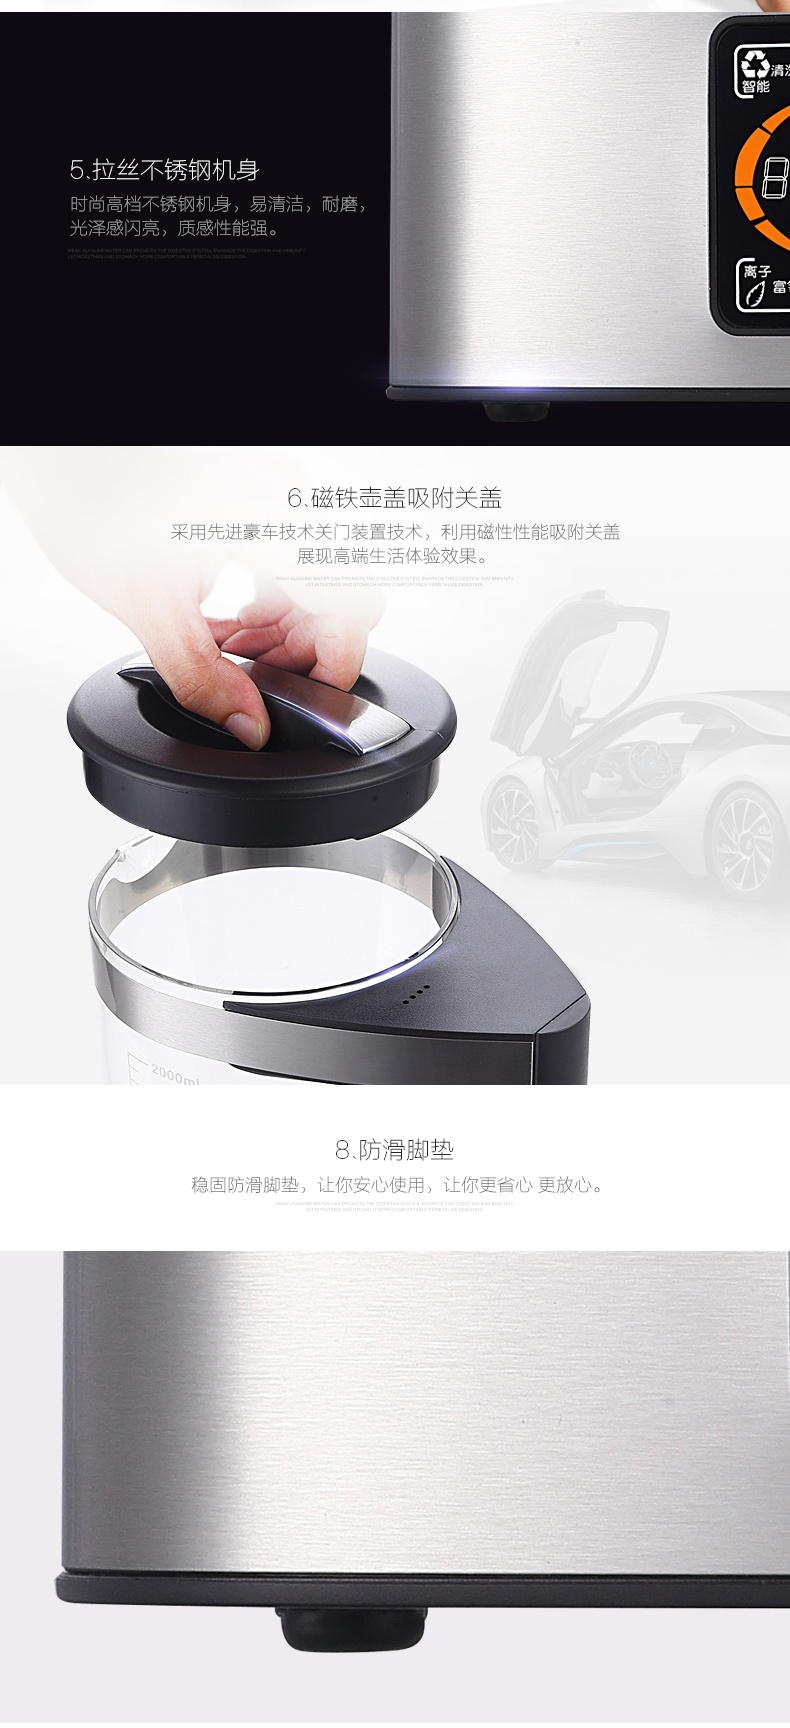 清洗
智能
5.拉丝不锈钢机身
时尚高档不锈钢机身，易清洁，耐磨，
光泽感闪亮，质感性能强。
离子
6.磁铁壶盖吸附关盖
采用先进豪车技术关门装置技术，利用磁性性能吸附关盖
展现高端生活体验效果。
2000ml
8.防滑脚垫
稳固防滑脚垫，让你安心使用，让你更省心 更放心。